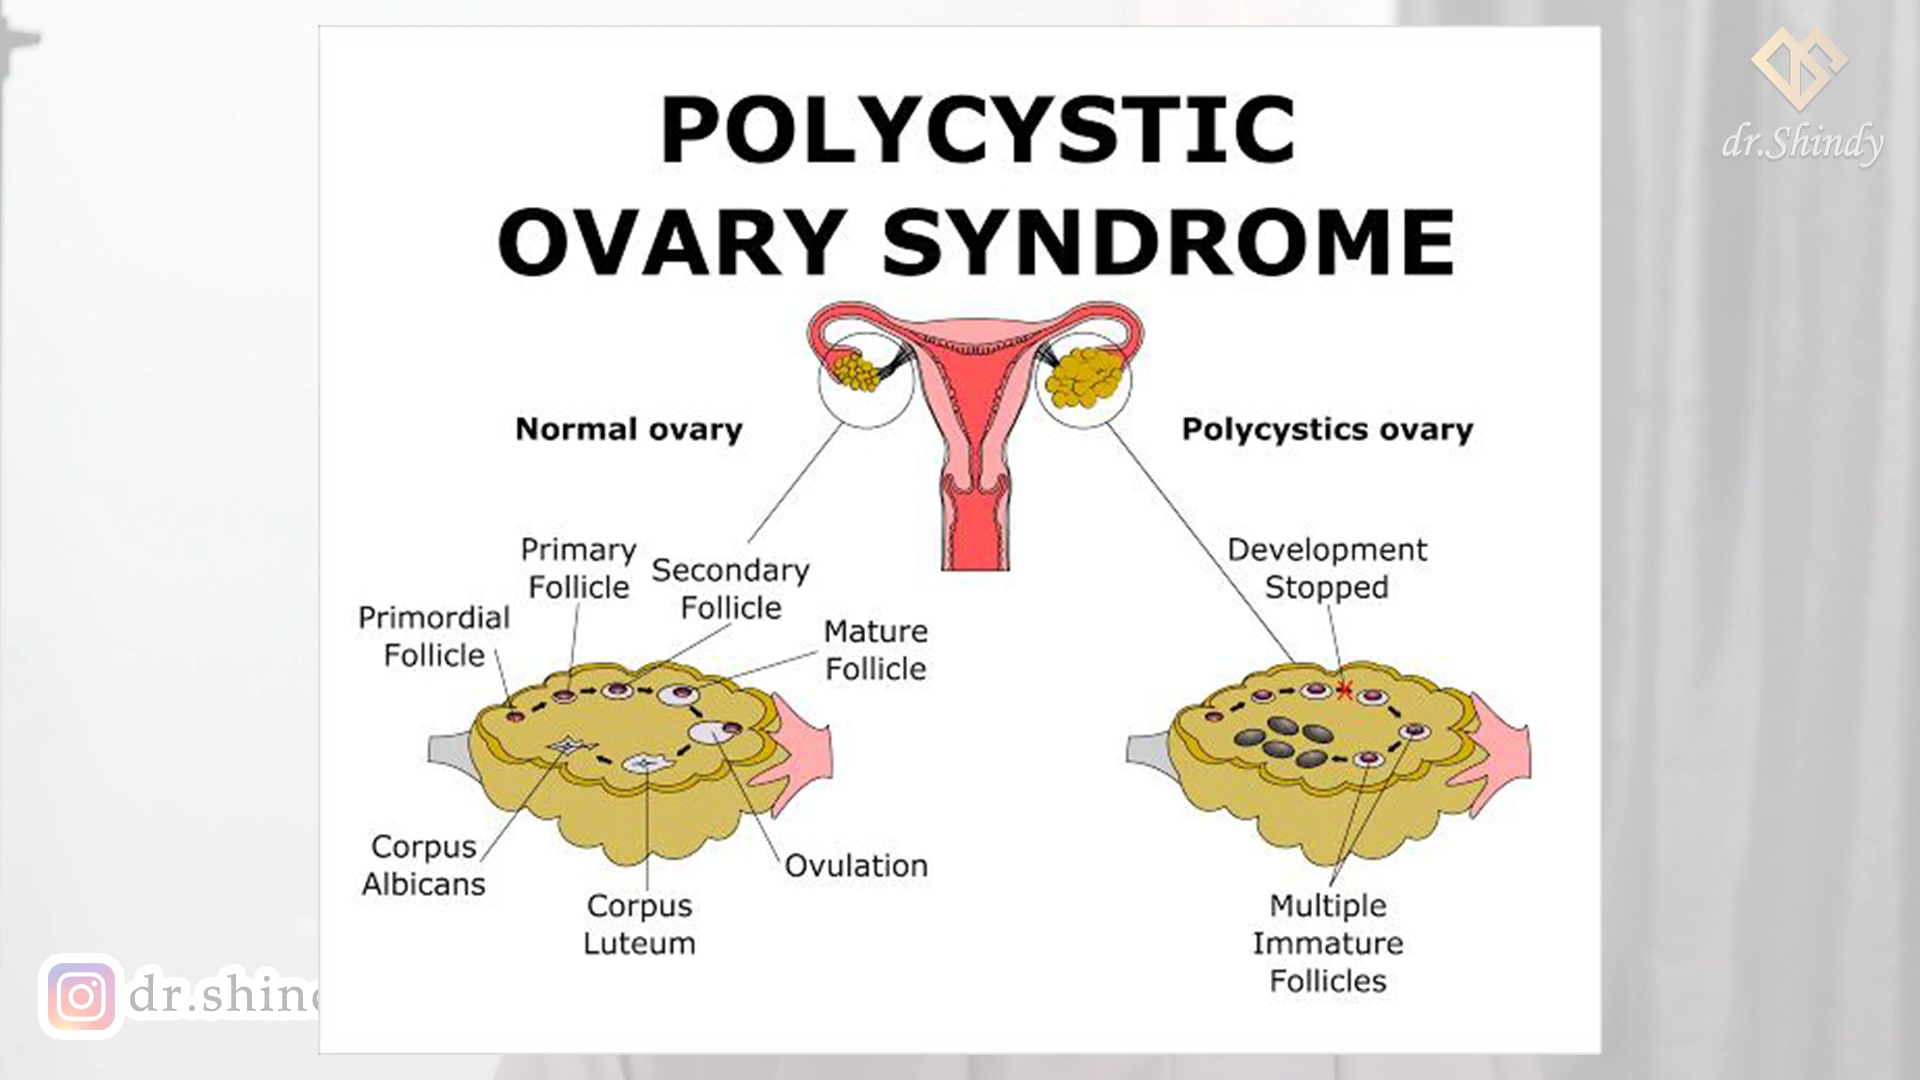 POLYCYSTIC
OVARY SYNDROME
dr.Shindy
Normal ovary
Polycystics ovary
Primary
Follicle
Secondary
Follicle
Primordial
Follicle
Mature
Follicle
Development
Stopped
Corpus
Albicans
Corpus
Luteum
Ovulation
Multiple
Immature
Follicles